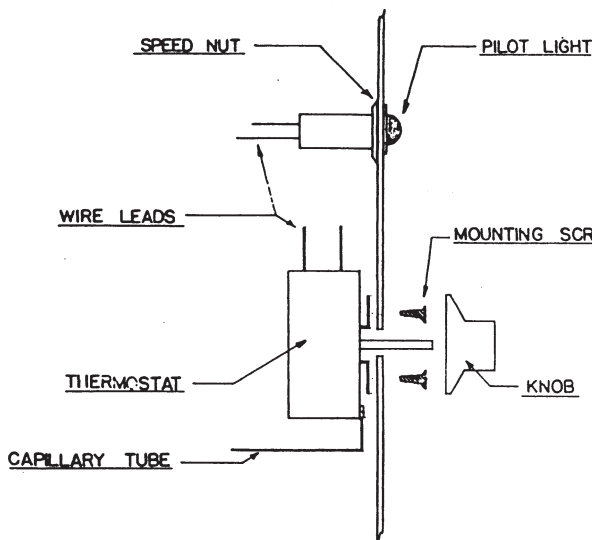 SPEED NUT
PILOT LIGHT
WIRE LEADS
MOUNTING SCR
THERMOSTAT
KNOB
CAPILLARY TUBE